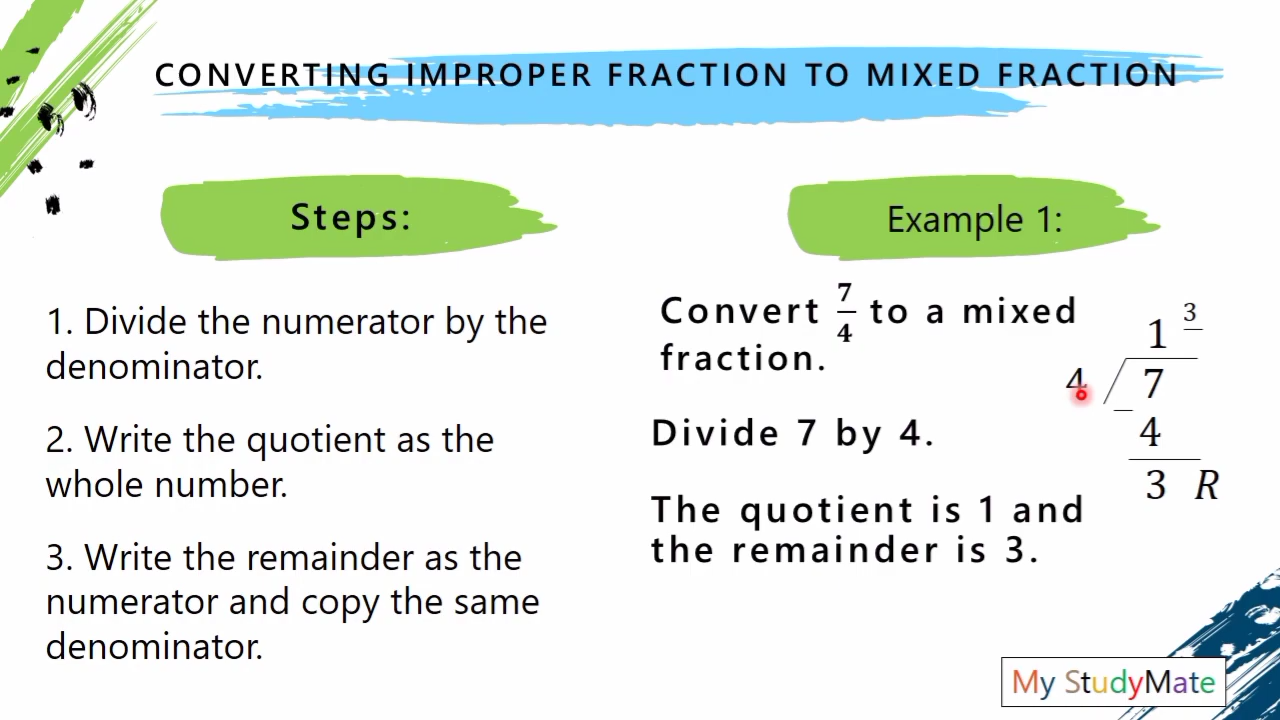 CONVERTING IMPROPER FRACTION TO MIXED FRACTION
Steps:
1. Divide the numerator by the
denominator.
2. Write the quotient as the
whole number.
3. Write the remainder as the
numerator and copy the same
denominator.
Example 1:
Convert 7/4 to a mixed
fraction.
Divide 7 by 4.
The quotient is 1 and
the remainder is 3.
1 3
4 7
4
3 R
My StudyMate